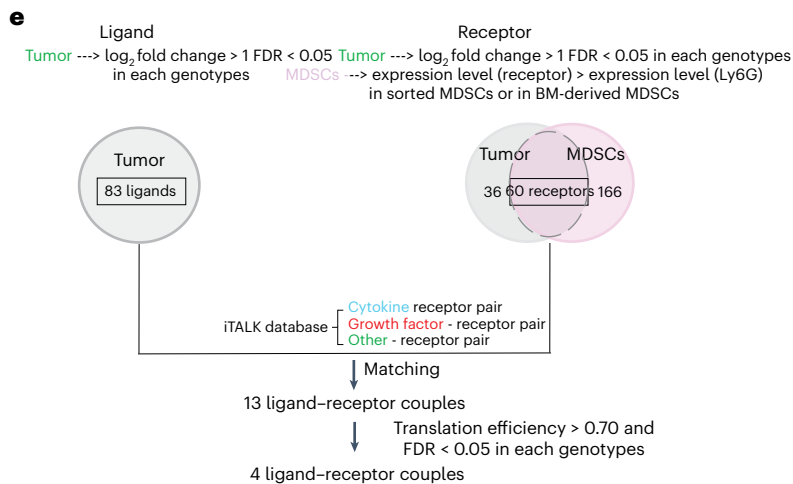 e
Ligand
Receptor
Tumor ---> log2 fold change > 1 FDR < 0.05
in each genotypes
Tumor ---> log2 fold change > 1 FDR < 0.05 in each genotypes
MDSCs ---> expression level (receptor) > expression level (Ly6G)
in sorted MDSCs or in BM-derived MDSCs
Tumor
83 ligands
Tumor MDSCs
36 60 receptors 166
iTALK database
Cytokine receptor pair
Growth factor - receptor pair
Other - receptor pair
Matching
13 ligand–receptor couples
Translation efficiency > 0.70 and
FDR < 0.05 in each genotypes
4 ligand–receptor couples